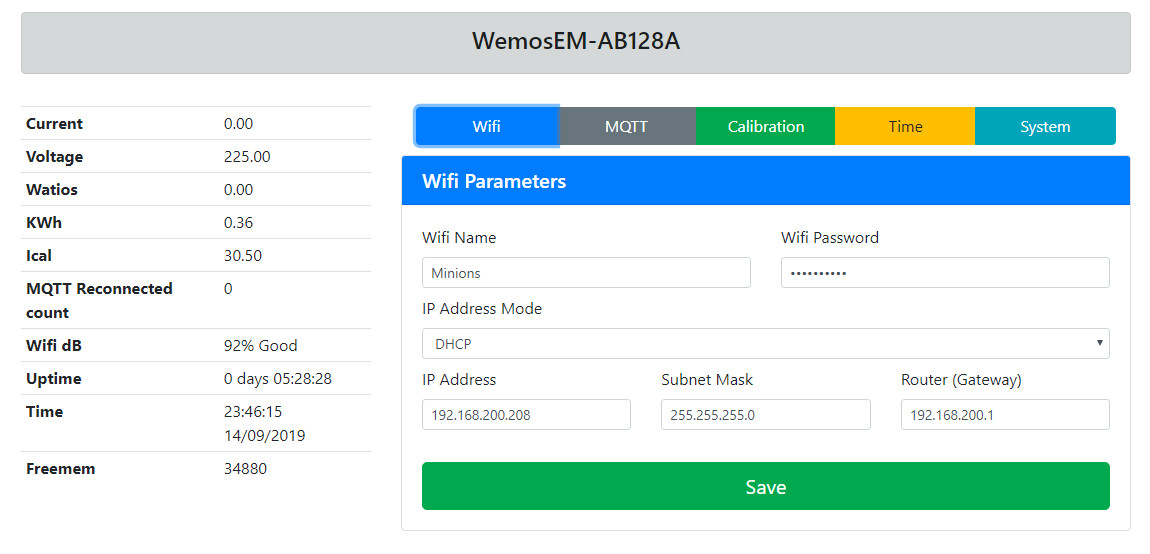 WemosEM-AB128A
Current 0.00
Voltage 225.00
Watios 0.00
KWh 0.36
Ical 30.50
MQTT Reconnected 0
count
Wifi dB 92% Good
Uptime 0 days 05:28:28
Time 23:46:15
14/09/2019
Freemem 34880
Wifi MQTT Calibration Time System
Wifi Parameters
Wifi Name Wifi Password
Minions ••••••••••
IP Address Mode
DHCP
IP Address Subnet Mask Router (Gateway)
192.168.200.208 255.255.255.0 192.168.200.1
Save